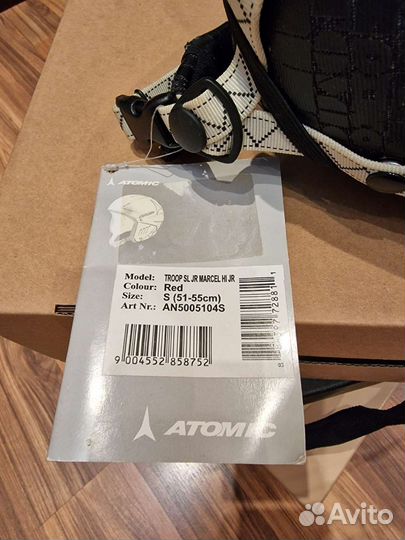 ATOMIC
Model: TROOP SL JR MARCEL HI JR
Colour: Red
Size: S (51-55cm)
Art Nr.: AN5005104S
9 004552 858752
ATOMIC
Avito